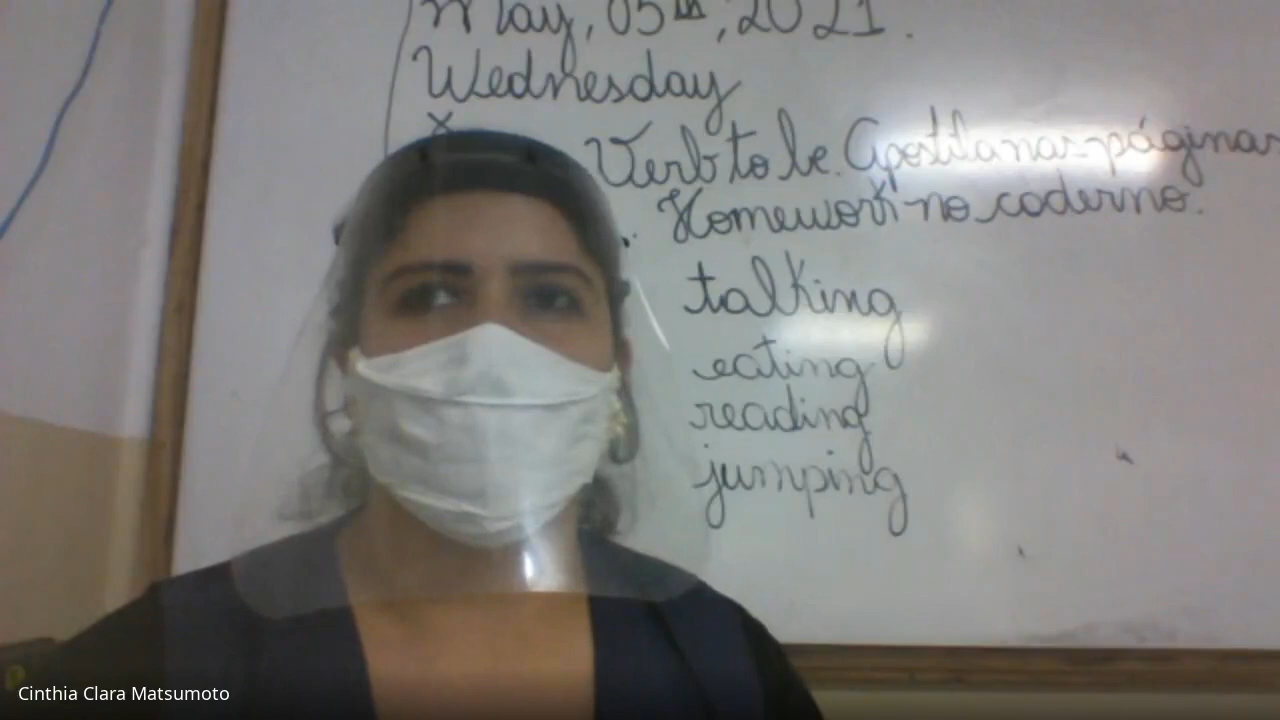 May, 05th, 2021.
Wednesday
X
Verb to be. Apostila nas páginas
Homework no caderno.
talking
eating
reading
jumping
Cinthia Clara Matsumoto